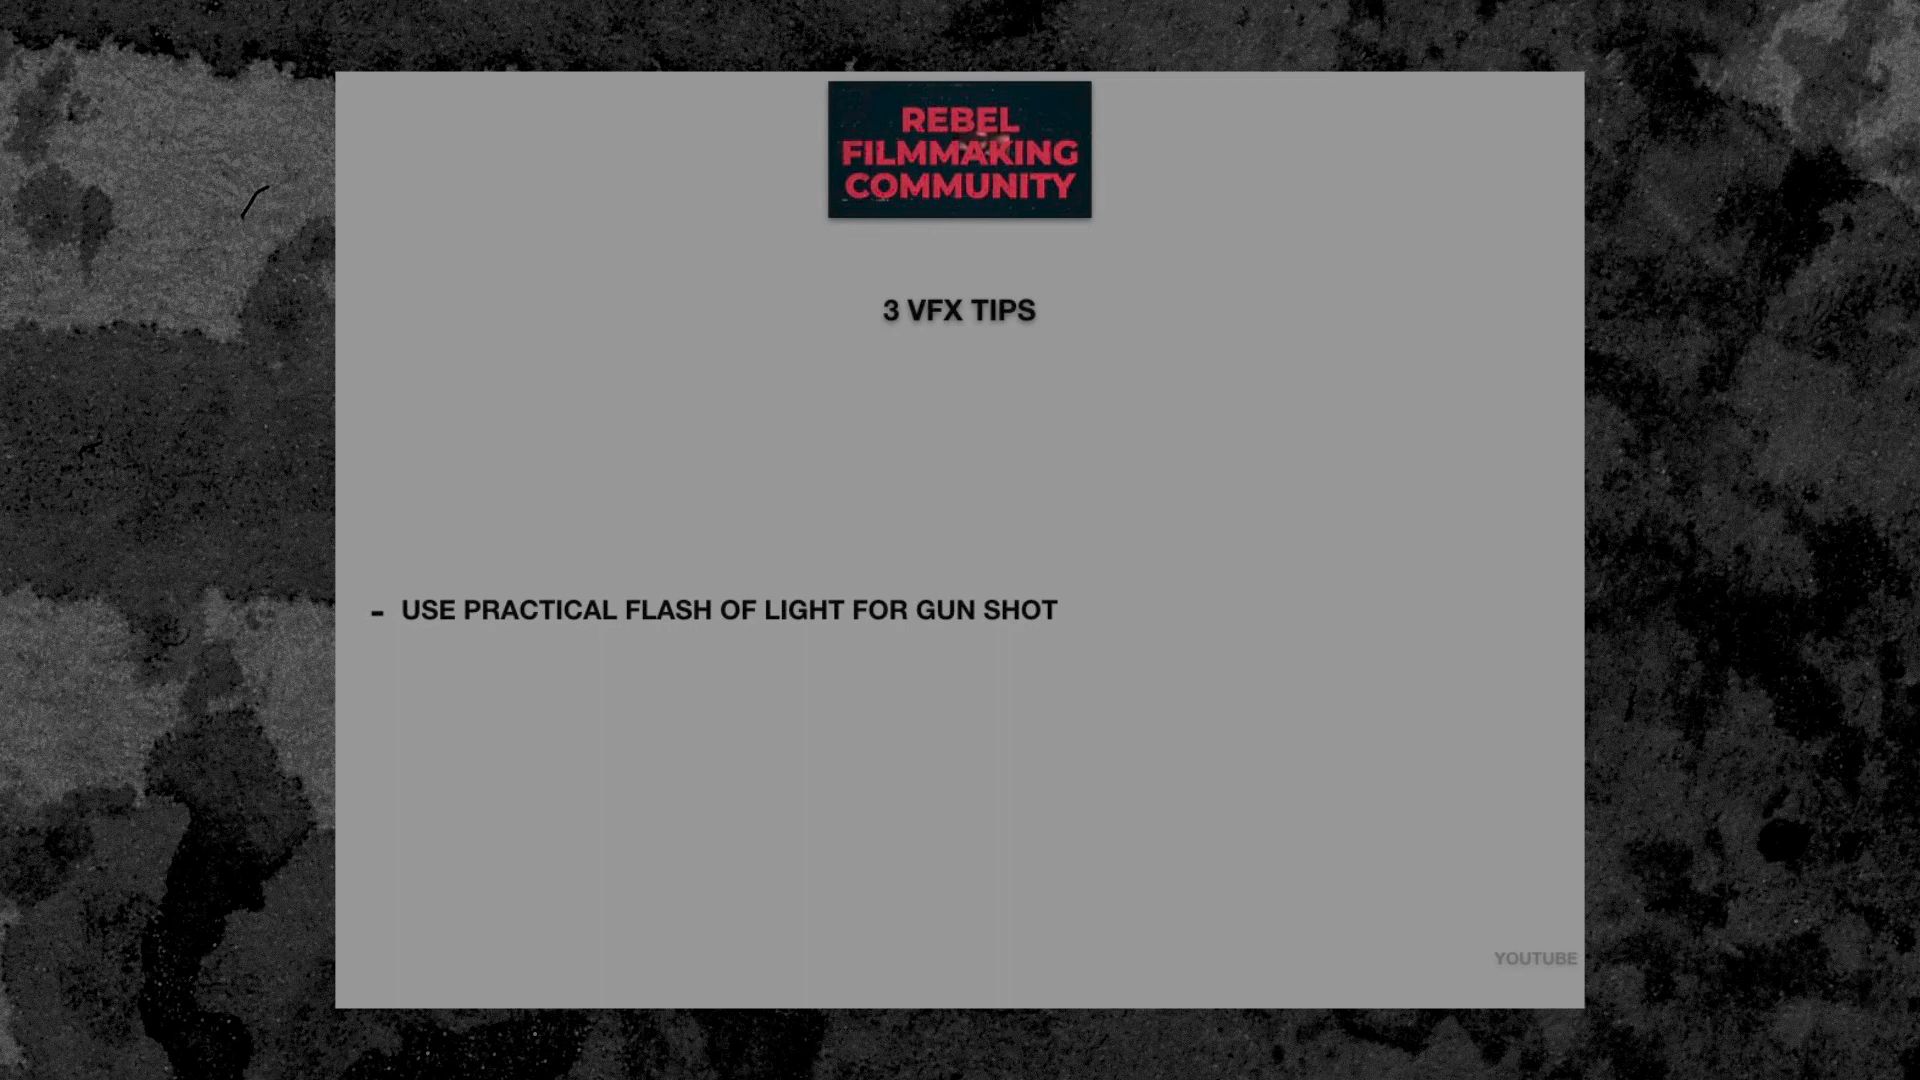 REBEL
FILMMAKING
COMMUNITY
3 VFX TIPS
- USE PRACTICAL FLASH OF LIGHT FOR GUN SHOT
YOUTUBE